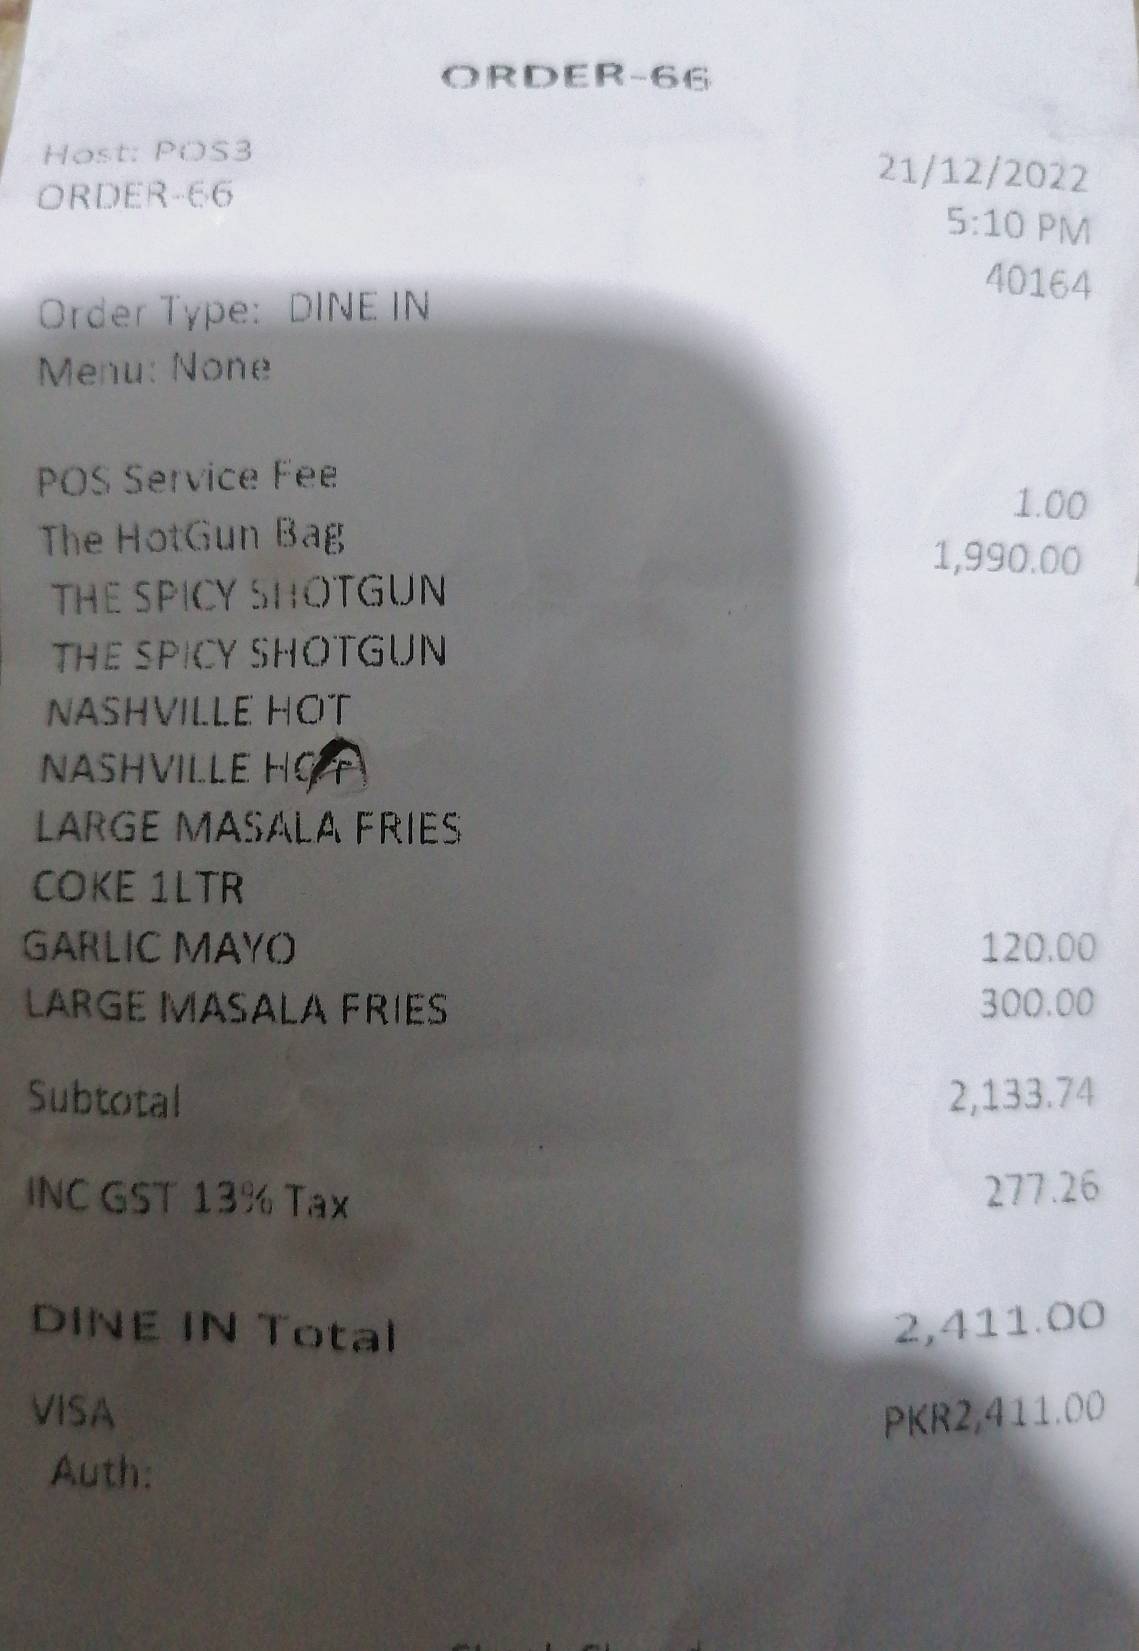 ORDER-66
Host: POS3
21/12/2022
ORDER-66
5:10 PM
40164
Order Type: DINE IN
Menu: None
POS Service Fee 1.00
The HotGun Bag 1,990.00
THE SPICY SHOTGUN
THE SPICY SHOTGUN
NASHVILLE HOT
NASHVILLE HOT
LARGE MASALA FRIES
COKE 1LTR
GARLIC MAYO 120.00
LARGE MASALA FRIES 300.00
Subtotal 2,133.74
INC GST 13% Tax 277.26
DINE IN Total 2,411.00
VISA PKR2,411.00
Auth: